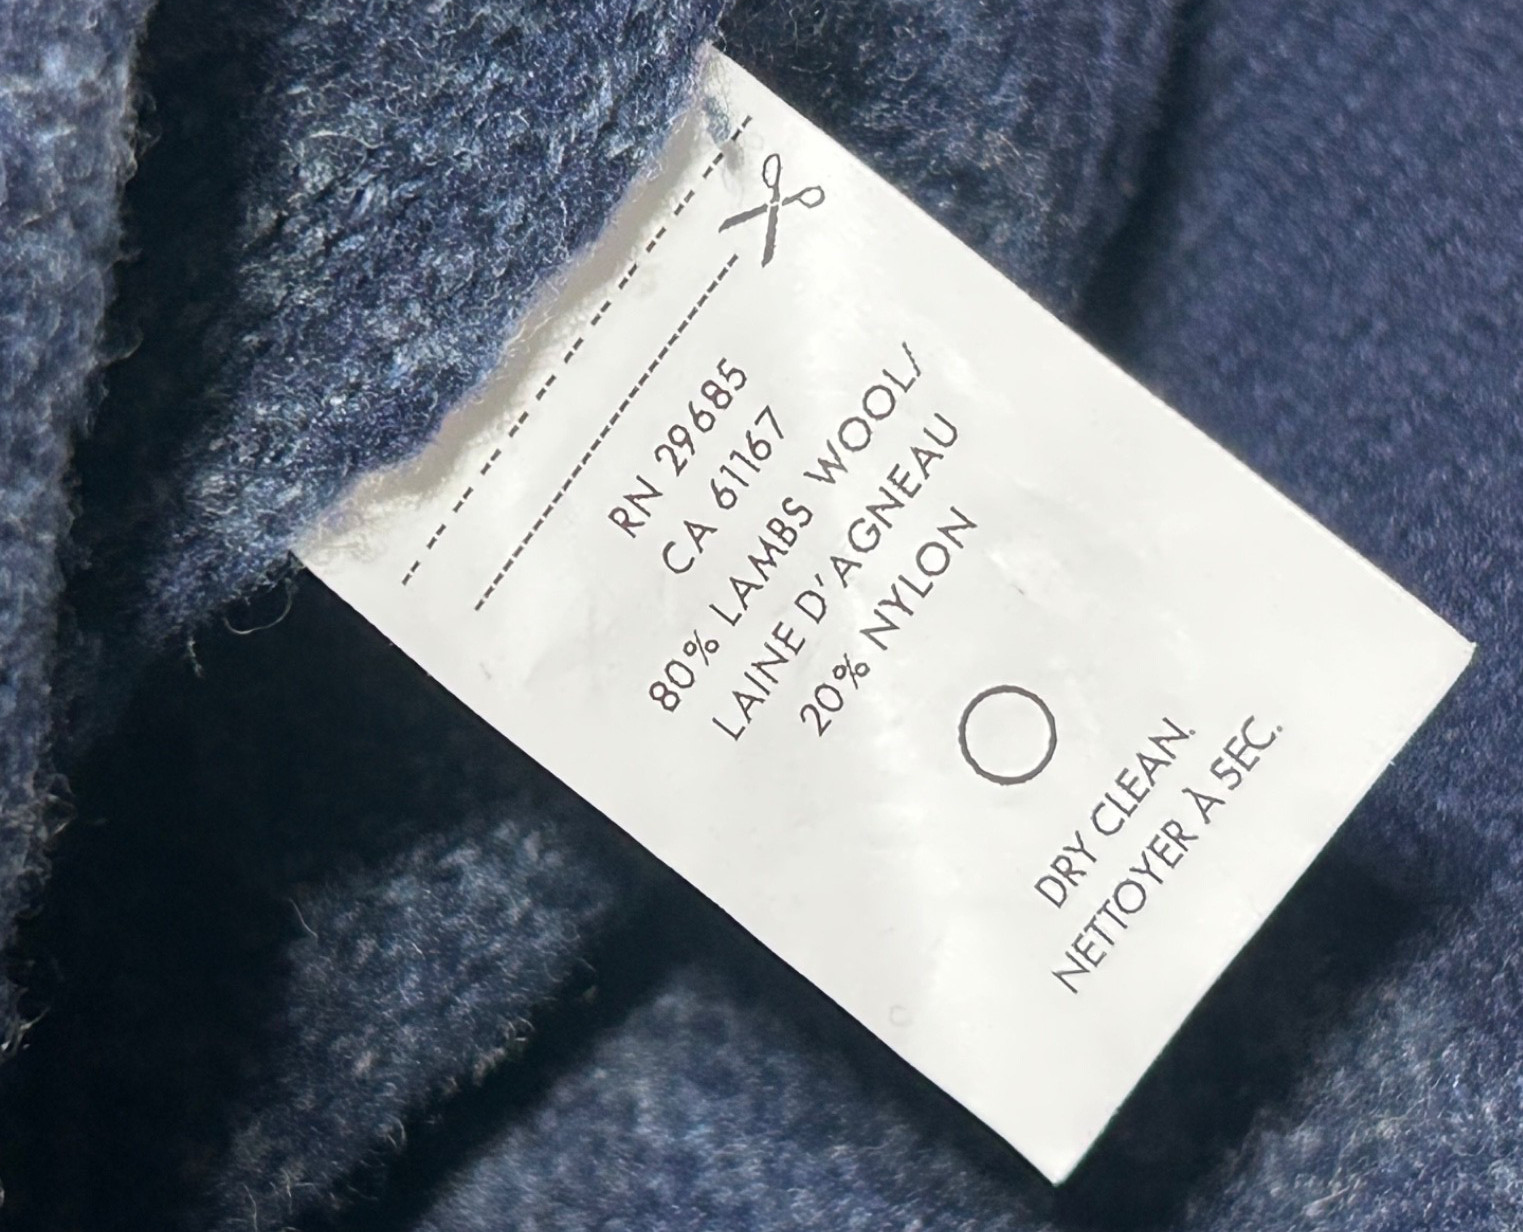 RN 29685
CA 61167
80% LAMBS WOOL/
LAINE D'AGNEAU
20% NYLON
DRY CLEAN.
NETTOYER À SEC.